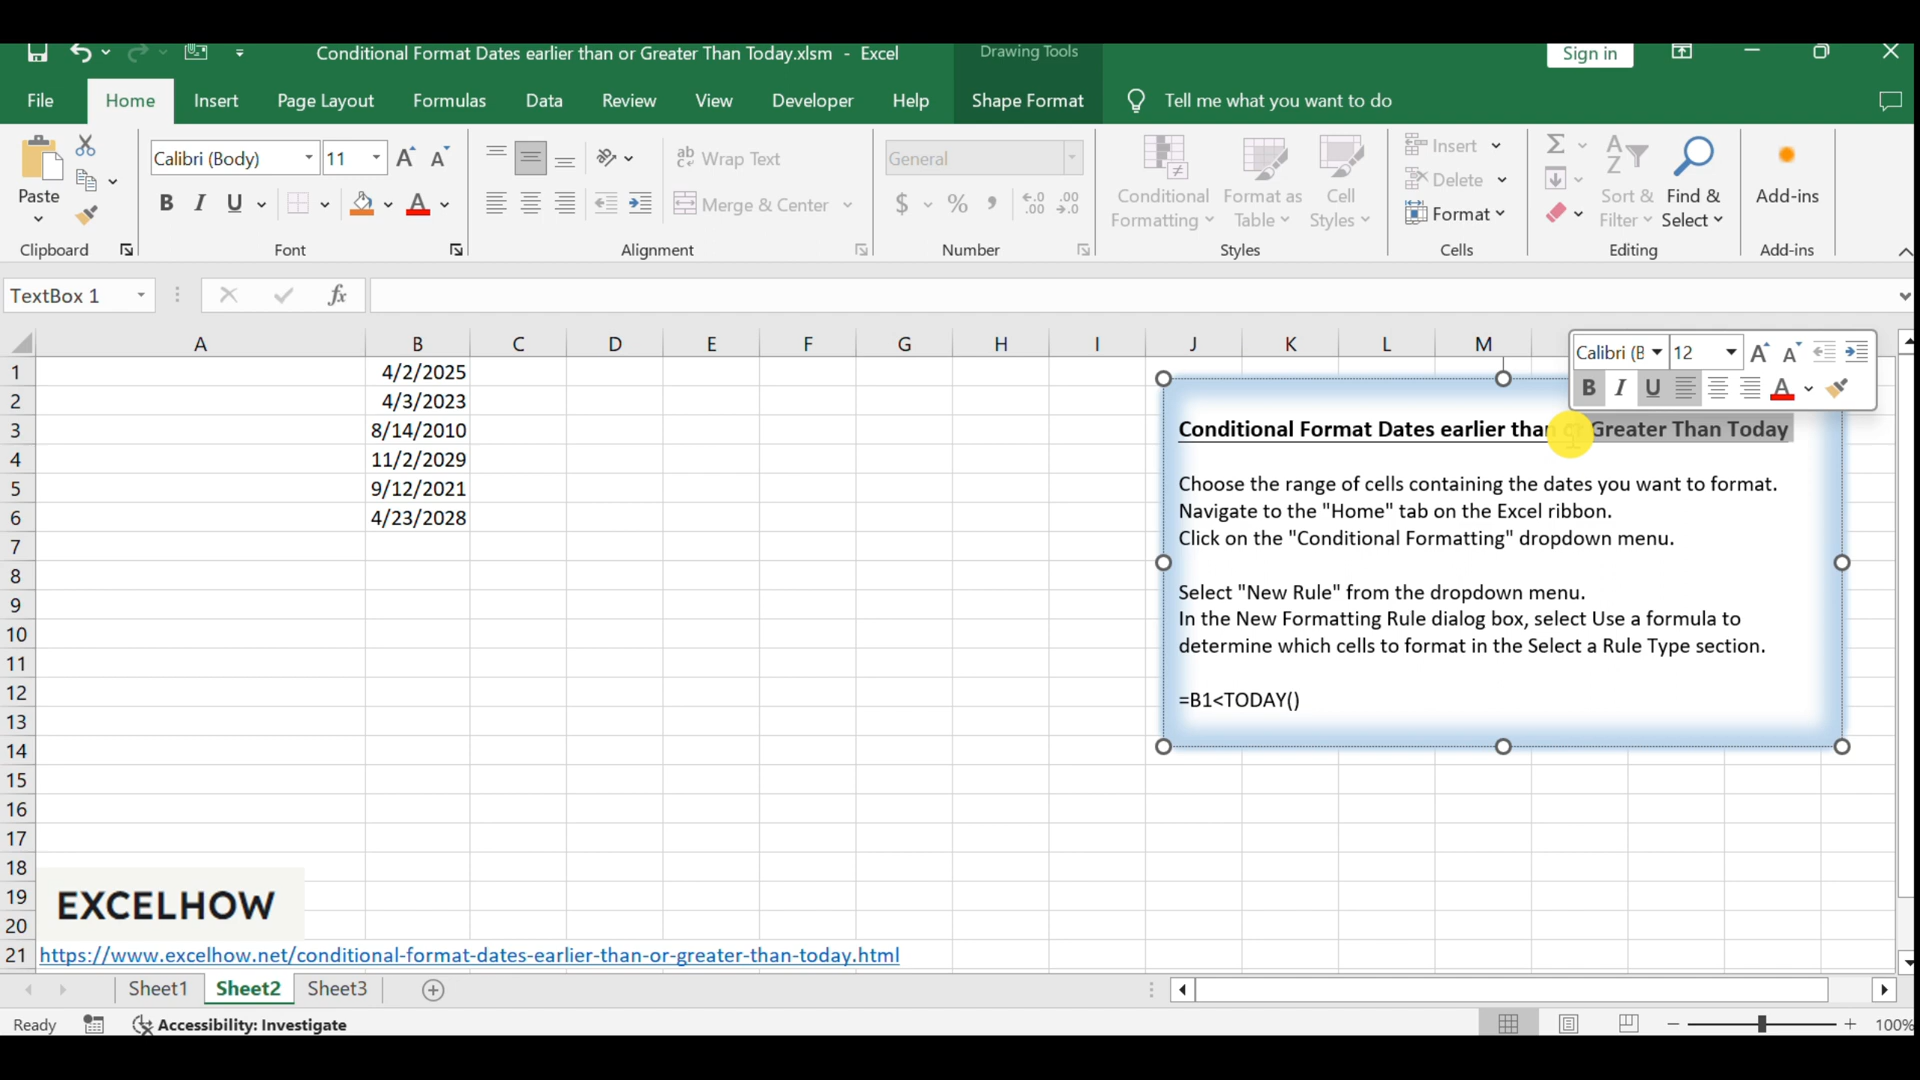 Conditional Format Dates earlier than or Greater Than Today.xlsm - Excel
Drawing Tools
Sign in
File Home Insert Page Layout Formulas Data Review View Developer Help Shape Format Tell me what you want to do
Paste
Calibri (Body) 11
B I U A
Wrap Text
Merge & Center
General
$ % ,
Conditional Formatting
Format as Table
Cell Styles
Insert
Delete
Format
Sort & Filter
Find & Select
Add-ins
Clipboard Font Alignment Number Styles Cells Editing Add-ins
TextBox 1 fx
A B C D E F G H I J K L M
Calibri (B 12
B I U A
1 4/2/2025
2 4/3/2023
3 8/14/2010
4 11/2/2029
5 9/12/2021
6 4/23/2028
7
8
9
10
11
12
13
14
15
16
17
18
19
20
21 https://www.excelhow.net/conditional-format-dates-earlier-than-or-greater-than-today.html
Conditional Format Dates earlier than or Greater Than Today
Choose the range of cells containing the dates you want to format.
Navigate to the "Home" tab on the Excel ribbon.
Click on the "Conditional Formatting" dropdown menu.
Select "New Rule" from the dropdown menu.
In the New Formatting Rule dialog box, select Use a formula to
determine which cells to format in the Select a Rule Type section.
=B1<TODAY()
EXCELHOW
Sheet1 Sheet2 Sheet3
Ready Accessibility: Investigate 100%